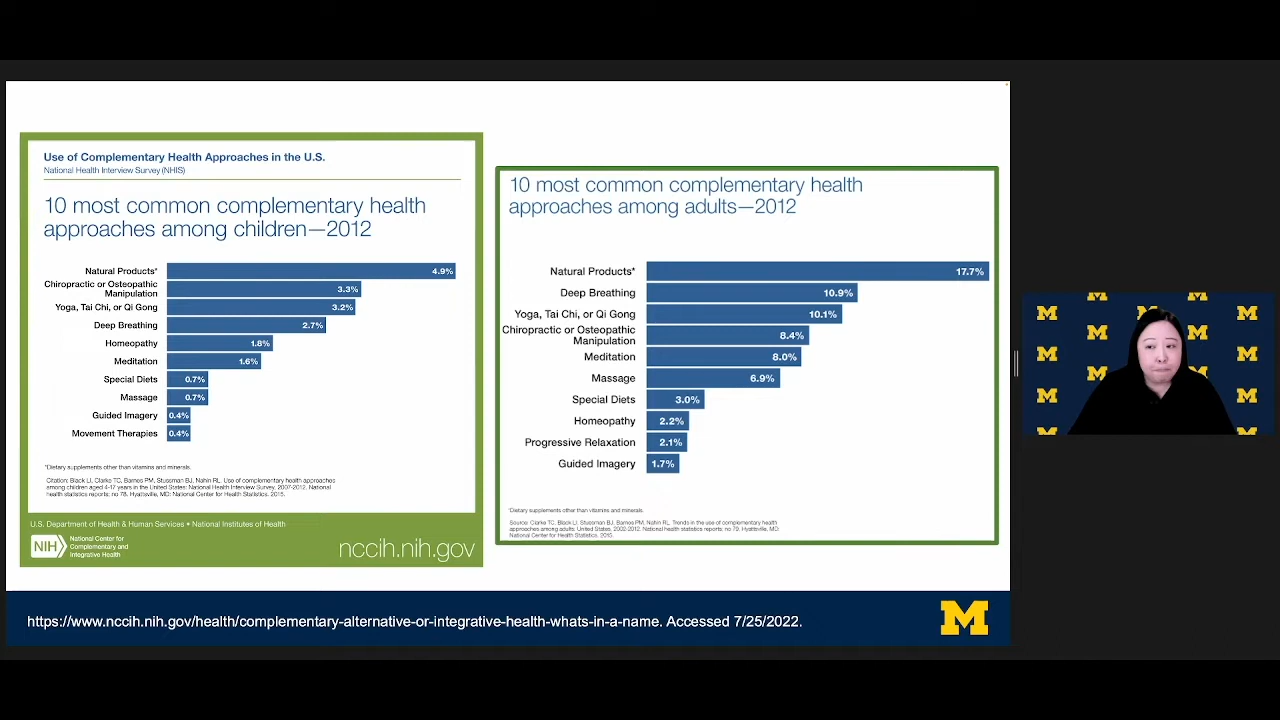 Use of Complementary Health Approaches in the U.S.
National Health Interview Survey (NHIS)
10 most common complementary health
approaches among children—2012
Natural Products* 4.9%
Chiropractic or Osteopathic
Manipulation 3.3%
Yoga, Tai Chi, or Qi Gong 3.2%
Deep Breathing 2.7%
Homeopathy 1.8%
Meditation 1.6%
Special Diets 0.7%
Massage 0.7%
Guided Imagery 0.4%
Movement Therapies 0.4%
*Dietary supplements other than vitamins and minerals.
Citation: Black LI, Clarke TC, Barnes PM, Stussman BJ, Nahin RL. Use of complementary health approaches
among children aged 4-17 years in the United States: National Health Interview Survey, 2007-2012. National
health statistics reports; no 78. Hyattsville, MD: National Center for Health Statistics. 2015.
U.S. Department of Health & Human Services • National Institutes of Health
NIH
National Center for
Complementary and
Integrative Health
nccih.nih.gov
10 most common complementary health
approaches among adults—2012
Natural Products* 17.7%
Deep Breathing 10.9%
Yoga, Tai Chi, or Qi Gong 10.1%
Chiropractic or Osteopathic
Manipulation 8.4%
Meditation 8.0%
Massage 6.9%
Special Diets 3.0%
Homeopathy 2.2%
Progressive Relaxation 2.1%
Guided Imagery 1.7%
*Dietary supplements other than vitamins and minerals.
Source: Clarke TC, Black LI, Stussman BJ, Barnes PM, Nahin RL. Trends in the use of complementary health
approaches among adults: United States, 2002-2012. National health statistics reports; no 79. Hyattsville, MD:
National Center for Health Statistics. 2015.
https://www.nccih.nih.gov/health/complementary-alternative-or-integrative-health-whats-in-a-name. Accessed 7/25/2022.
M